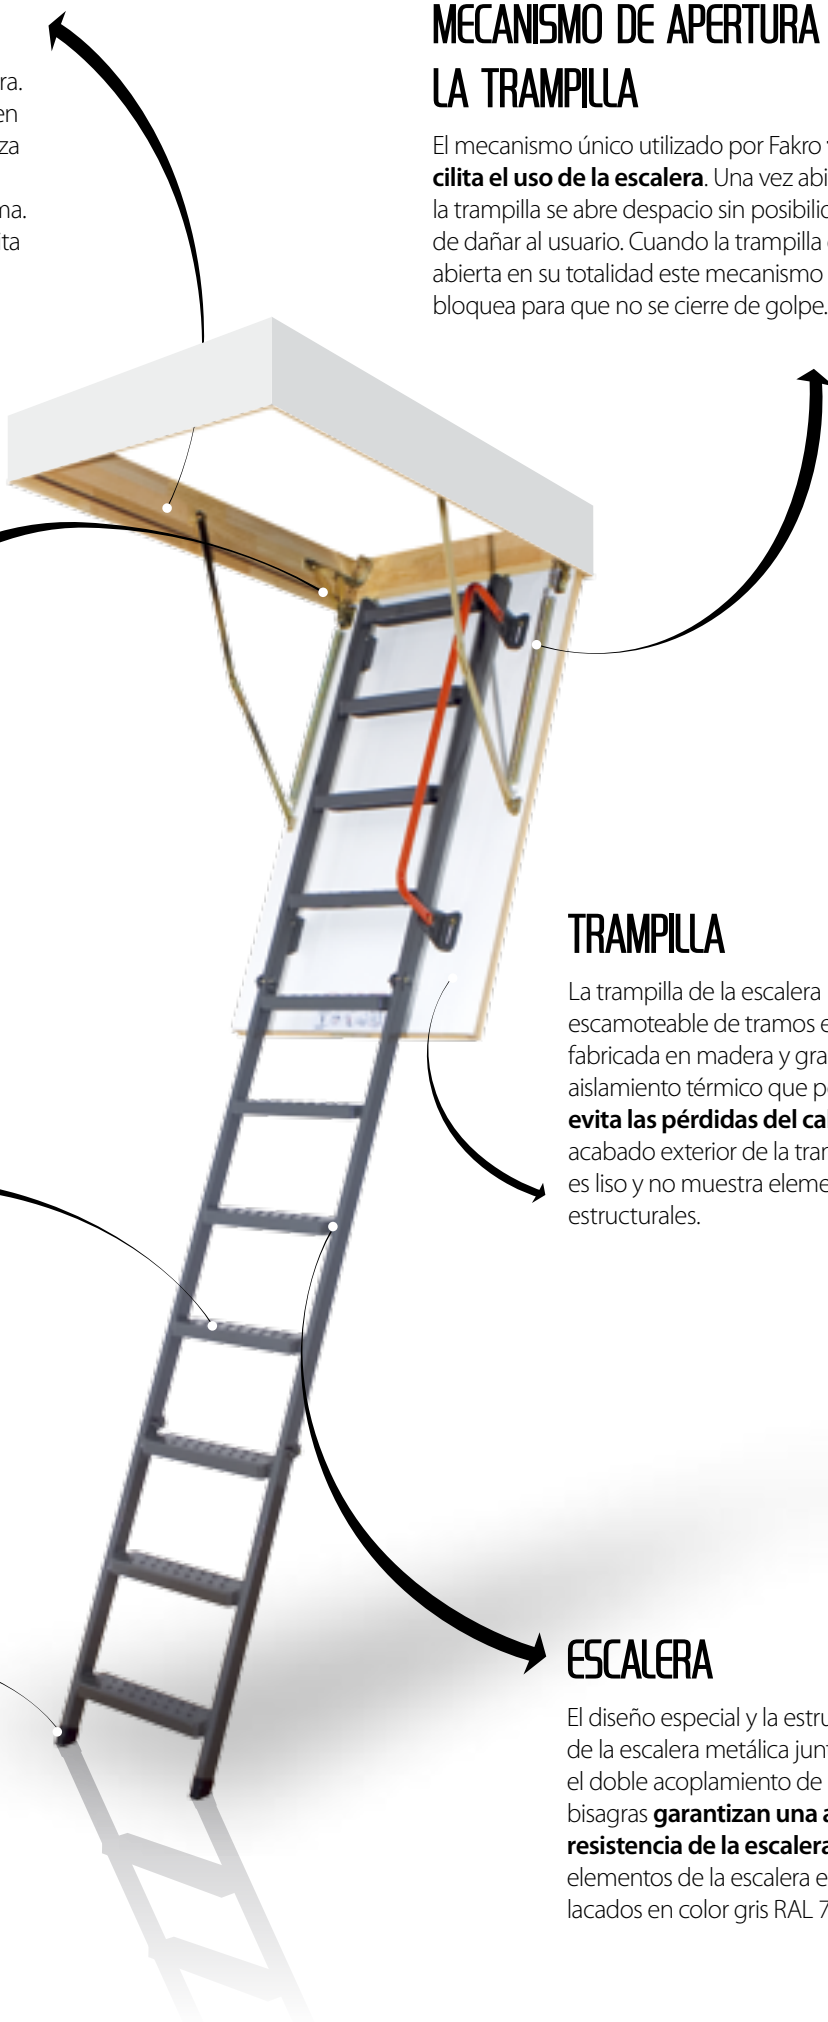 ra.
en
za
na.
ita
MECANISMO DE APERTURA
LA TRAMPILLA
El mecanismo único utilizado por Fakro
cilita el uso de la escalera. Una vez abi
la trampilla se abre despacio sin posibilid
de dañar al usuario. Cuando la trampilla
abierta en su totalidad este mecanismo
bloquea para que no se cierre de golpe.
TRAMPILLA
La trampilla de la escalera
escamoteable de tramos e
fabricada en madera y gra
aislamiento térmico que p
evita las pérdidas del cal
acabado exterior de la tran
es liso y no muestra eleme
estructurales.
ESCALERA
El diseño especial y la estru
de la escalera metálica junt
el doble acoplamiento de
bisagras garantizan una a
resistencia de la escalera
elementos de la escalera e
lacados en color gris RAL 7